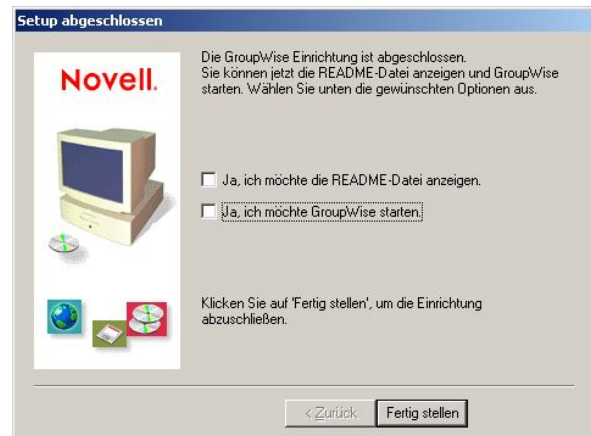 Setup abgeschlossen
Novell.
Die GroupWise Einrichtung ist abgeschlossen.
Sie können jetzt die README-Datei anzeigen und GroupWise
starten. Wählen Sie unten die gewünschten Optionen aus.
Ja, ich möchte die README-Datei anzeigen.
Ja, ich möchte GroupWise starten.
Klicken Sie auf 'Fertig stellen', um die Einrichtung
abzuschließen.
< Zurück
Fertig stellen